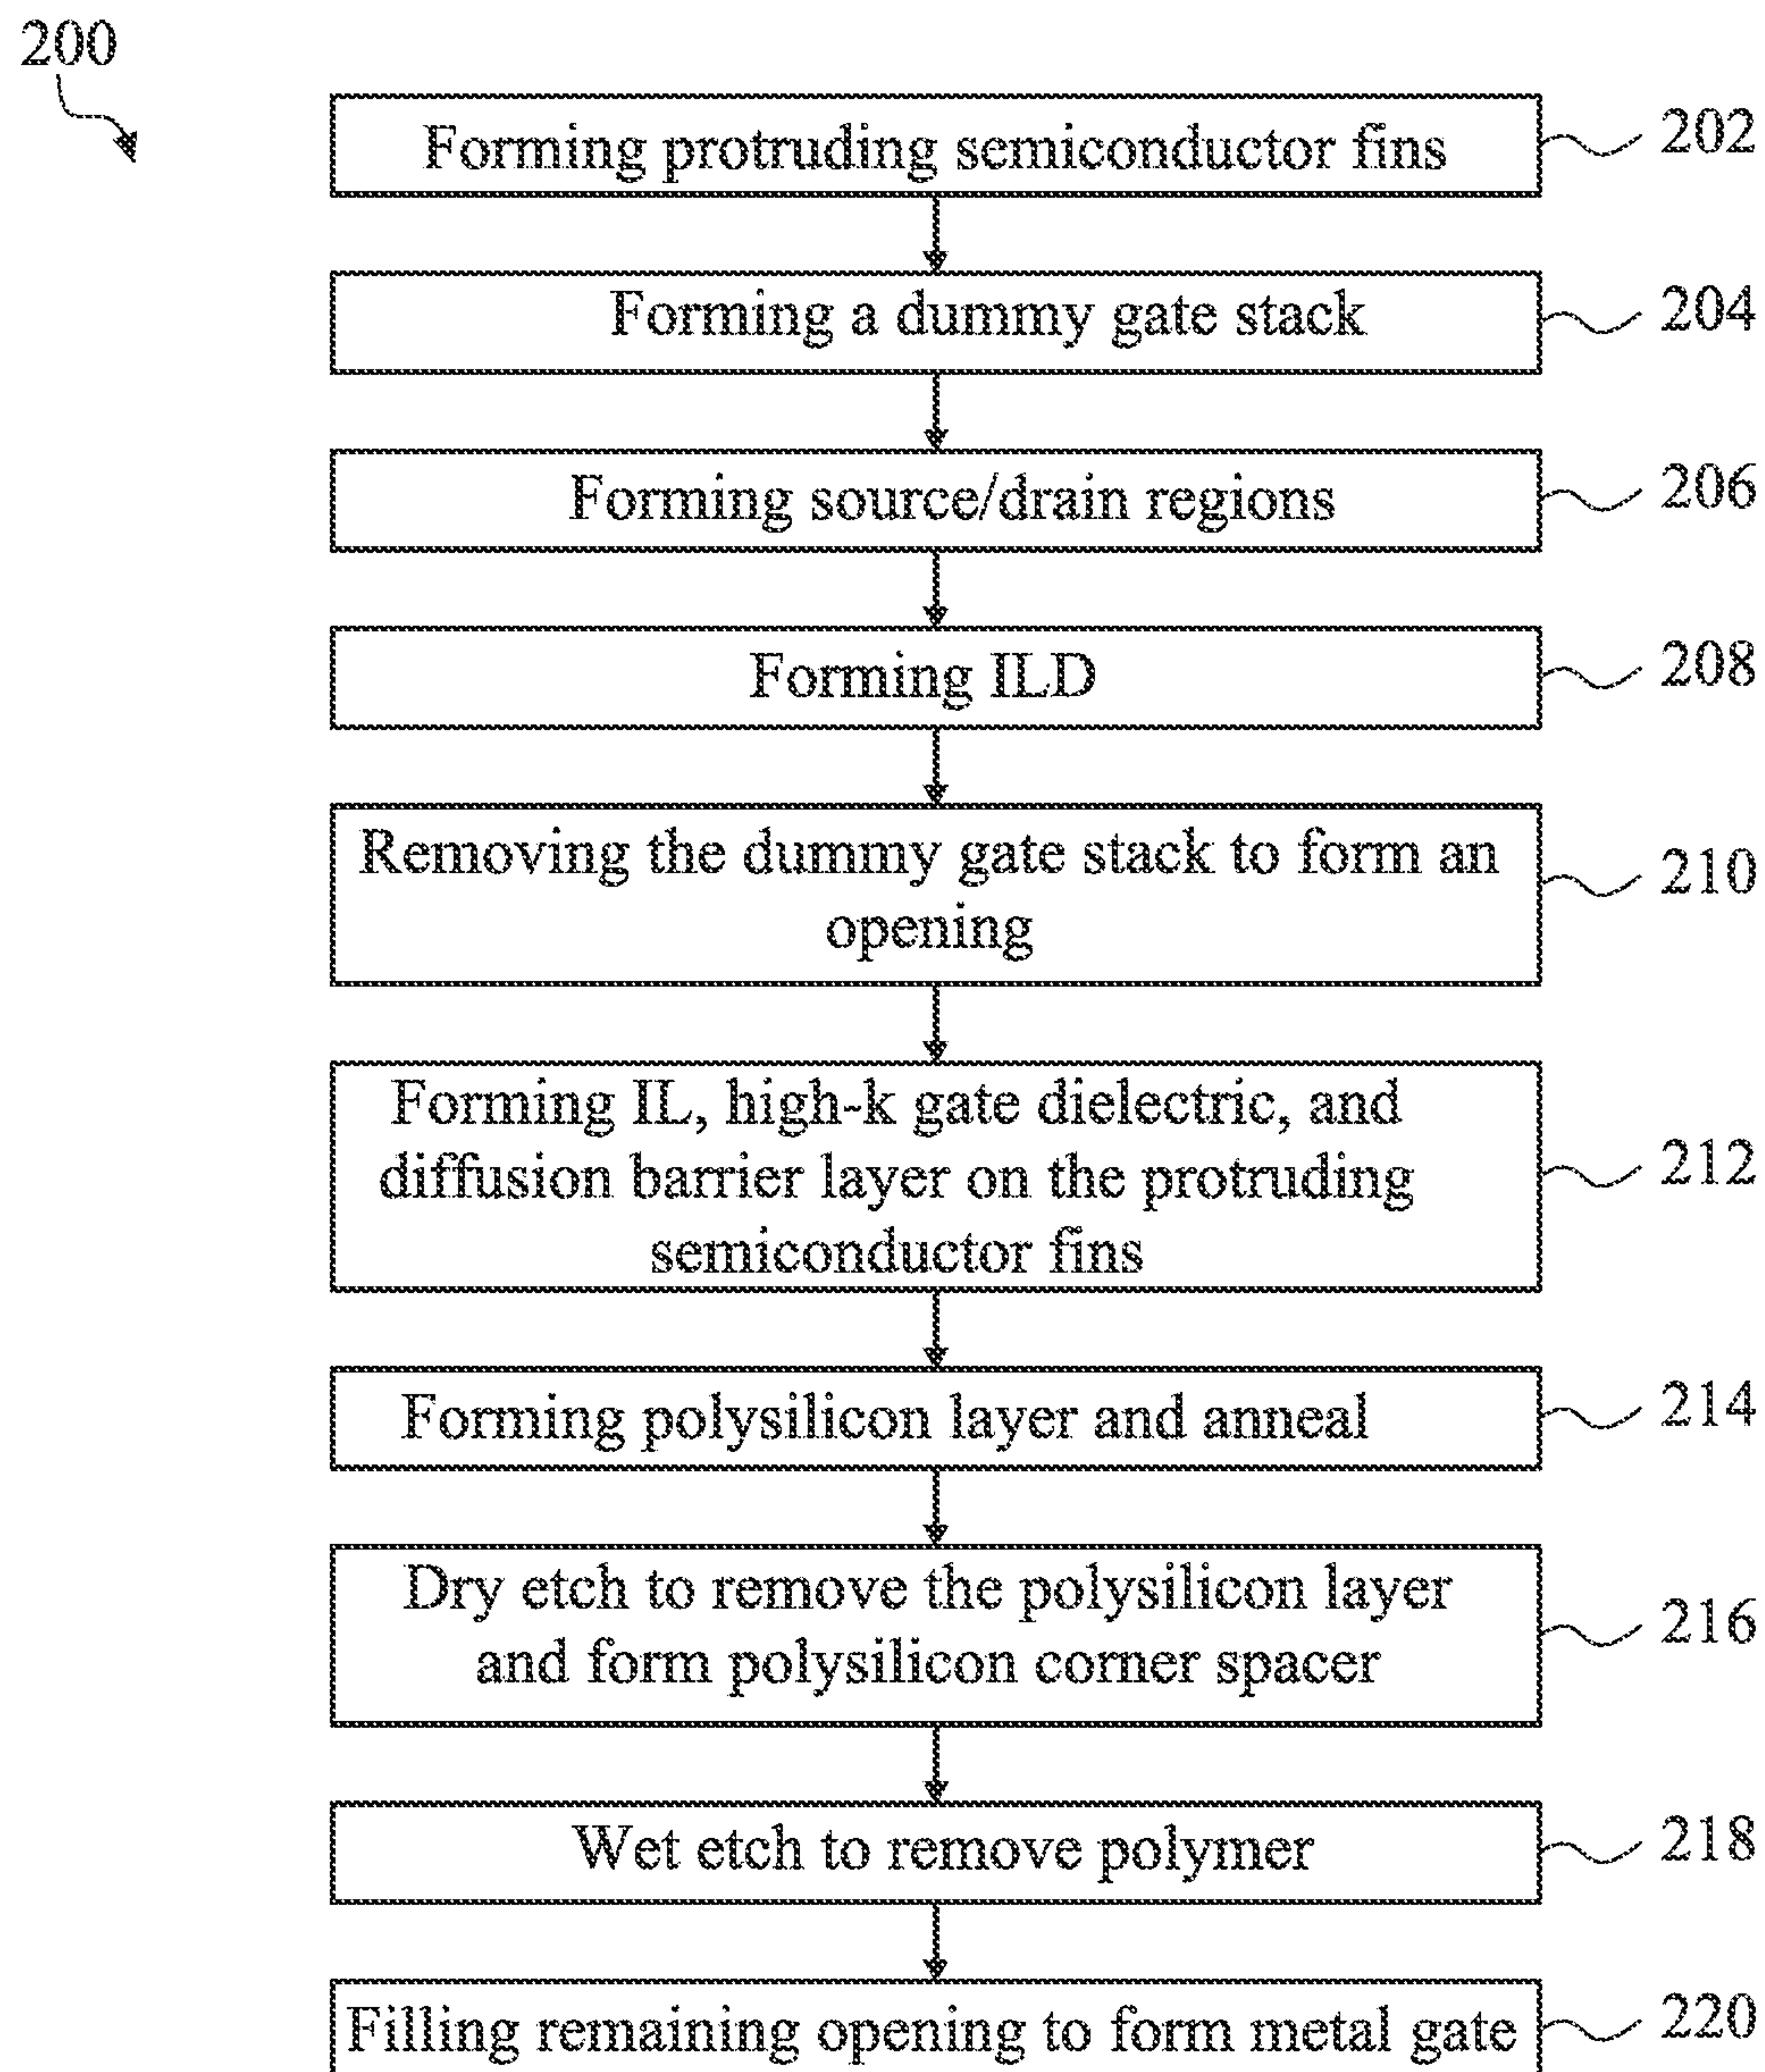 200
Forming protruding semiconductor fins
202
Forming a dummy gate stack
204
Forming source/drain regions
206
Forming ILD
208
Removing the dummy gate stack to form an
opening
210
Forming IL, high-k gate dielectric, and
diffusion barrier layer on the protruding
semiconductor fins
212
Forming polysilicon layer and anneal
214
Dry etch to remove the polysilicon layer
and form polysilicon corner spacer
216
Wet etch to remove polymer
218
Filling remaining opening to form metal gate
220